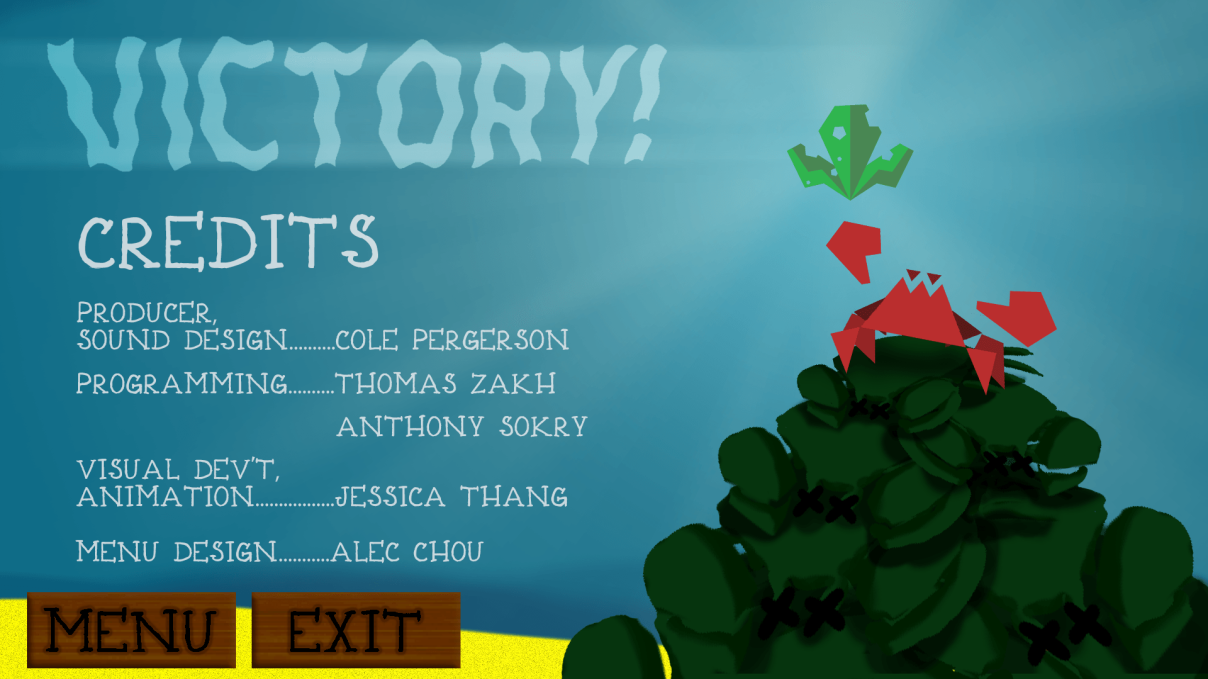 VICTORY!
CREDITS
PRODUCER,
SOUND DESIGN..........COLE PERGERSON
PROGRAMMING..........THOMAS ZAKH
ANTHONY SOKRY
VISUAL DEV'T,
ANIMATION.................JESSICA THANG
MENU DESIGN...........ALEC CHOU
MENU EXIT